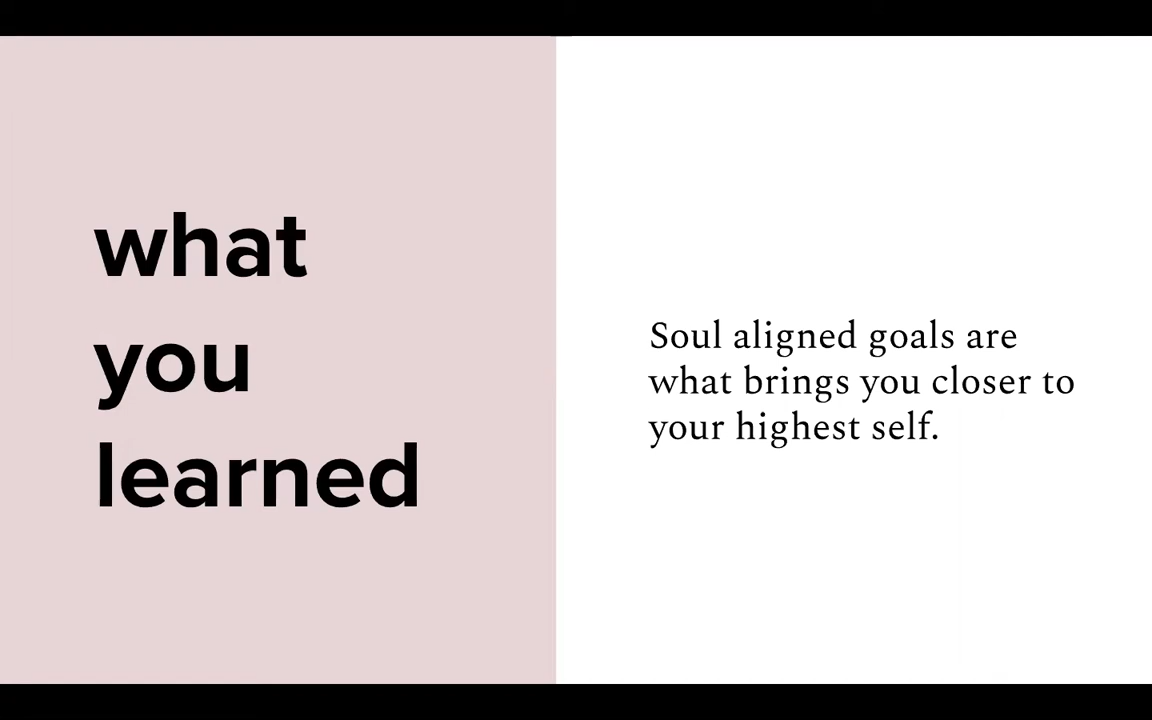 what
you
learned
Soul aligned goals are
what brings you closer to
your highest self.